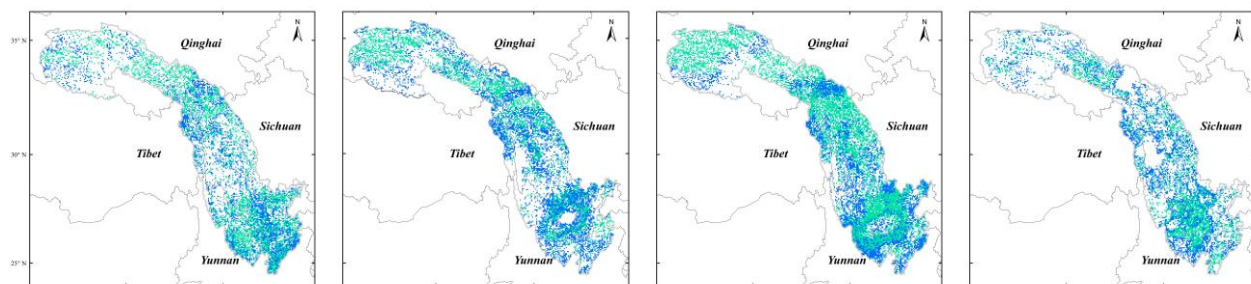 N
35° N
Qinghai
Sichuan
30° N
Tibet
25° N
Yunnan
N
Qinghai
Sichuan
Tibet
Yunnan
N
Qinghai
Sichuan
Tibet
Yunnan
N
Qinghai
Sichuan
Tibet
Yunnan